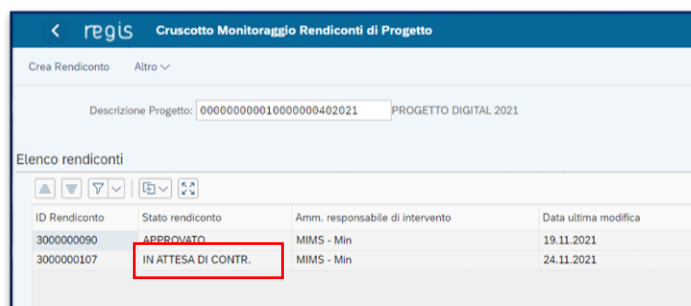 regis Cruscotto Monitoraggio Rendiconti di Progetto
Crea Rendiconto Altro
Descrizione Progetto: 000000000010000000402021 PROGETTO DIGITAL 2021
Elenco rendiconti
ID Rendiconto Stato rendiconto Amm. responsabile di intervento Data ultima modifica
3000000090 APPROVATO MIMS - Min 19.11.2021
3000000107 IN ATTESA DI CONTR. MIMS - Min 24.11.2021